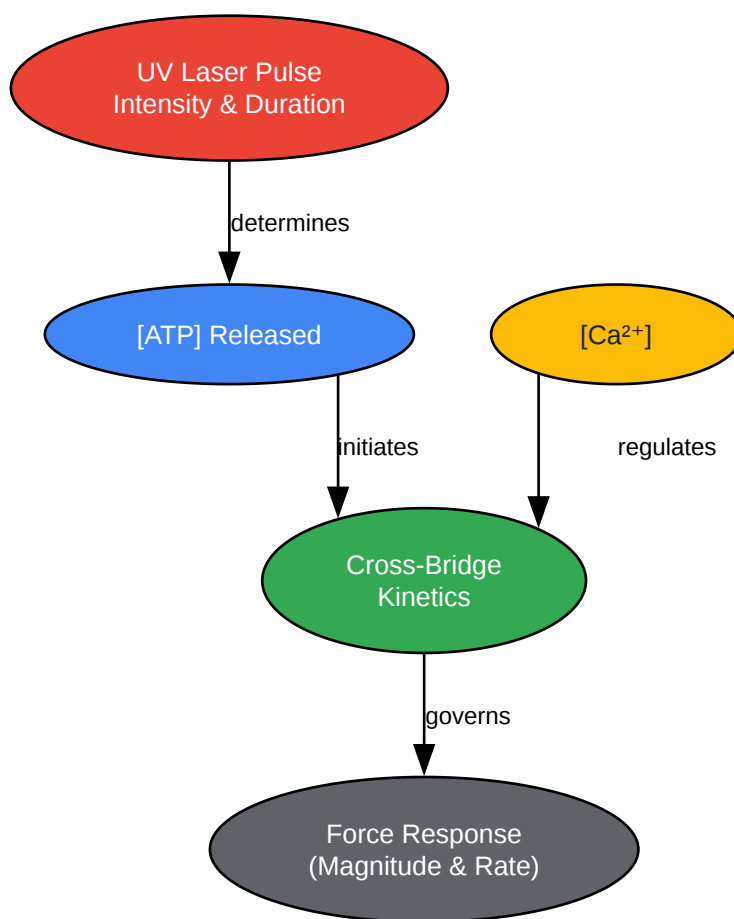 UV Laser Pulse
Intensity & Duration
determines
[ATP] Released
[Ca²⁺]
initiates
regulates
Cross-Bridge
Kinetics
governs
Force Response
(Magnitude & Rate)